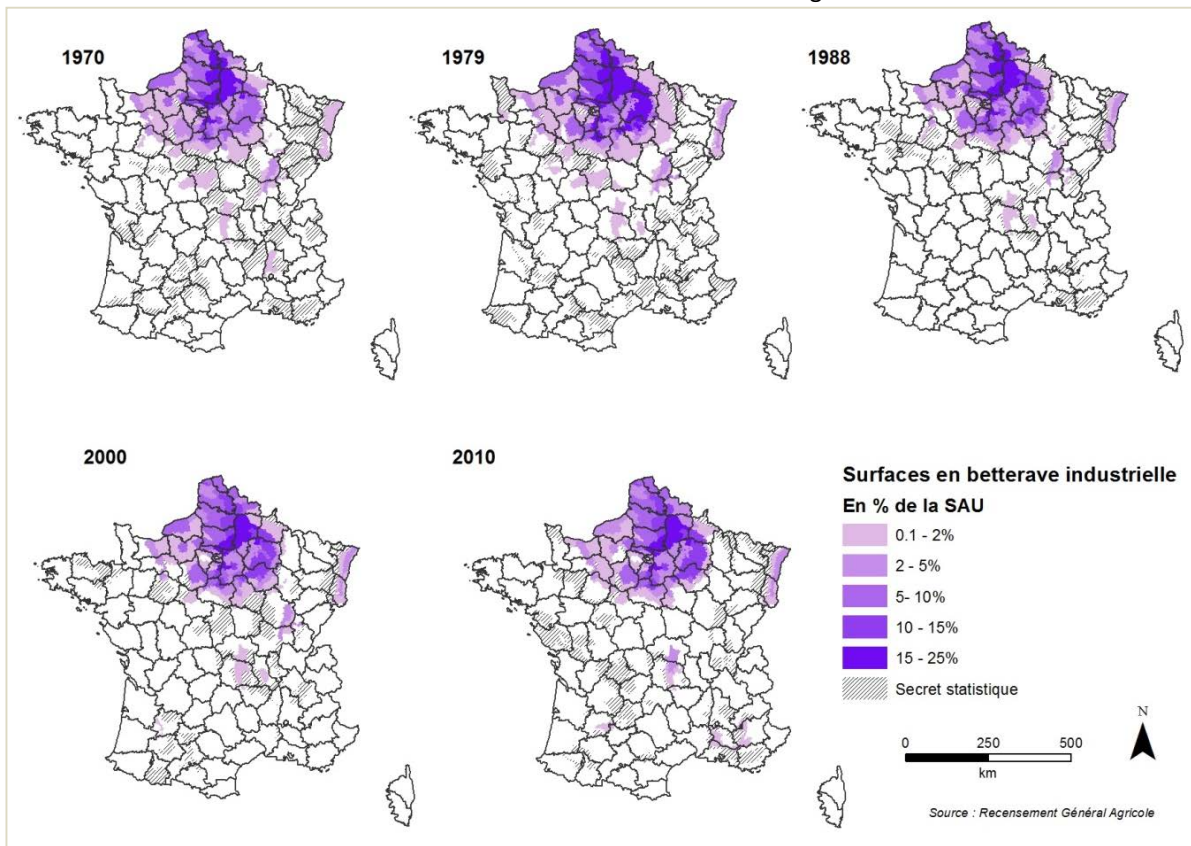 1970
1979
1988
2000
2010
Surfaces en betterave industrielle
En % de la SAU
0.1 - 2%
2 - 5%
5- 10%
10 - 15%
15 - 25%
Secret statistique
N
0 250 500
km
Source : Recensement Général Agricole